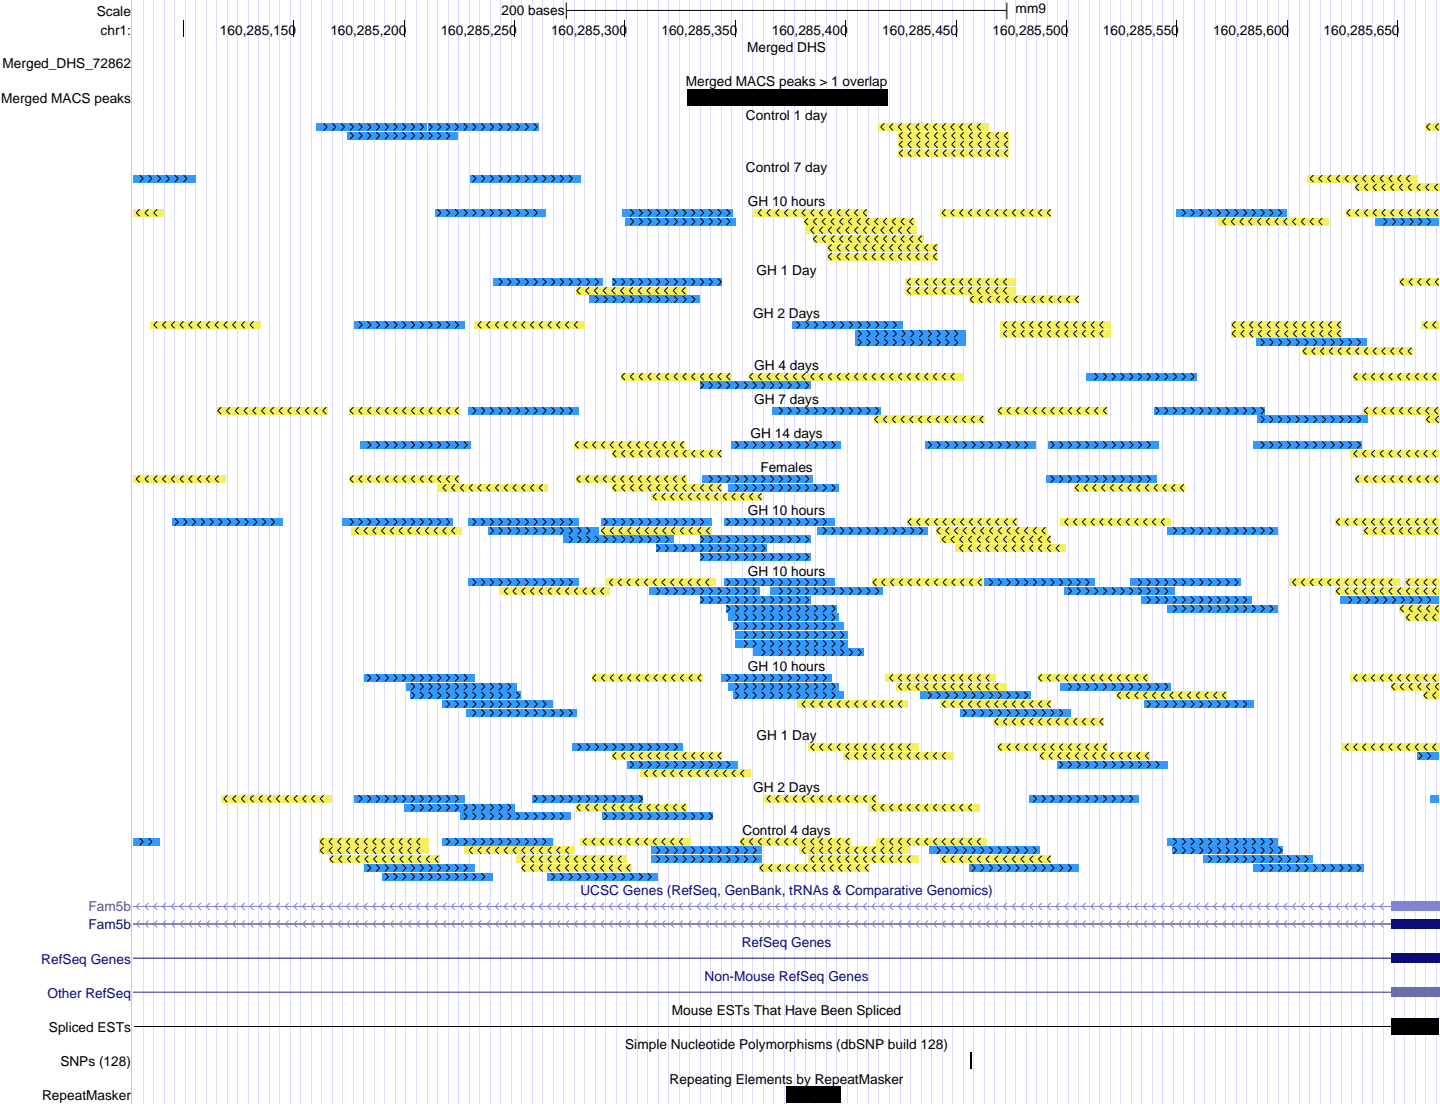 Scale 200 bases mm9
chr1: 160,285,150 160,285,200 160,285,250 160,285,300 160,285,350 160,285,400 160,285,450 160,285,500 160,285,550 160,285,600 160,285,650
Merged DHS
Merged_DHS_72862
Merged MACS peaks > 1 overlap
Merged MACS peaks
Control 1 day
Control 7 day
GH 10 hours
GH 1 Day
GH 2 Days
GH 4 days
GH 7 days
GH 14 days
Females
GH 10 hours
GH 10 hours
GH 10 hours
GH 1 Day
GH 2 Days
Control 4 days
UCSC Genes (RefSeq, GenBank, tRNAs & Comparative Genomics)
Fam5b
Fam5b
RefSeq Genes
RefSeq Genes
Non-Mouse RefSeq Genes
Other RefSeq
Mouse ESTs That Have Been Spliced
Spliced ESTs
Simple Nucleotide Polymorphisms (dbSNP build 128)
SNPs (128)
Repeating Elements by RepeatMasker
RepeatMasker